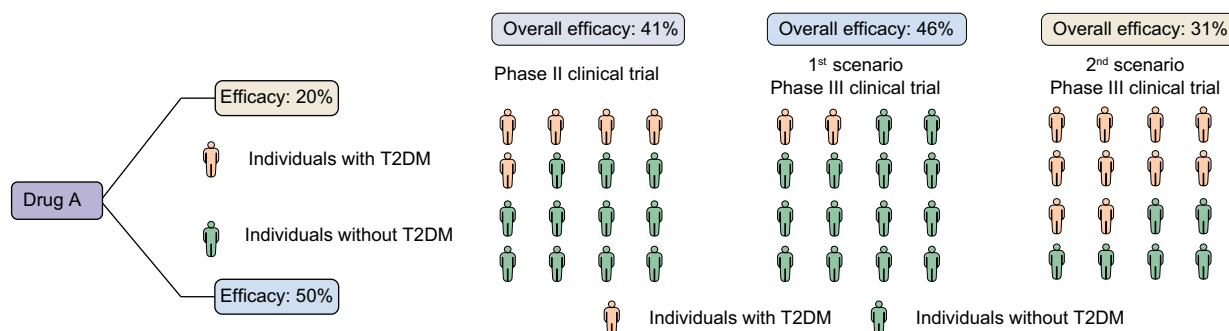 Drug A
Efficacy: 20%
Individuals with T2DM
Individuals without T2DM
Efficacy: 50%
Overall efficacy: 41%
Phase II clinical trial
Overall efficacy: 46%
1st scenario
Phase III clinical trial
Overall efficacy: 31%
2nd scenario
Phase III clinical trial
Individuals with T2DM
Individuals without T2DM